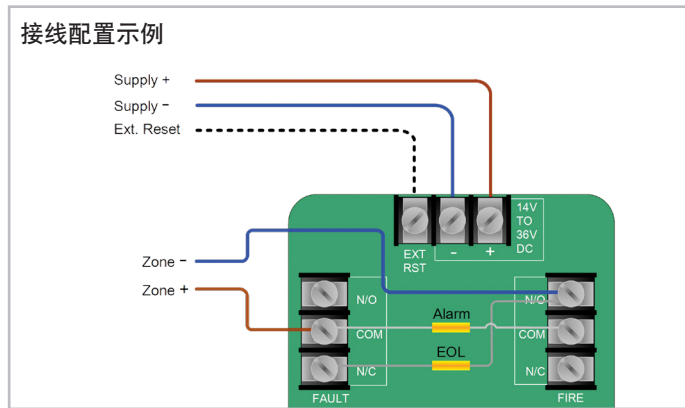 接线配置示例
Supply +
Supply -
Ext. Reset
14V
TO
36V
DC
EXT
RST
-
+
Zone -
Zone +
N/O
COM
N/C
FAULT
Alarm
EOL
N/O
COM
N/C
FIRE